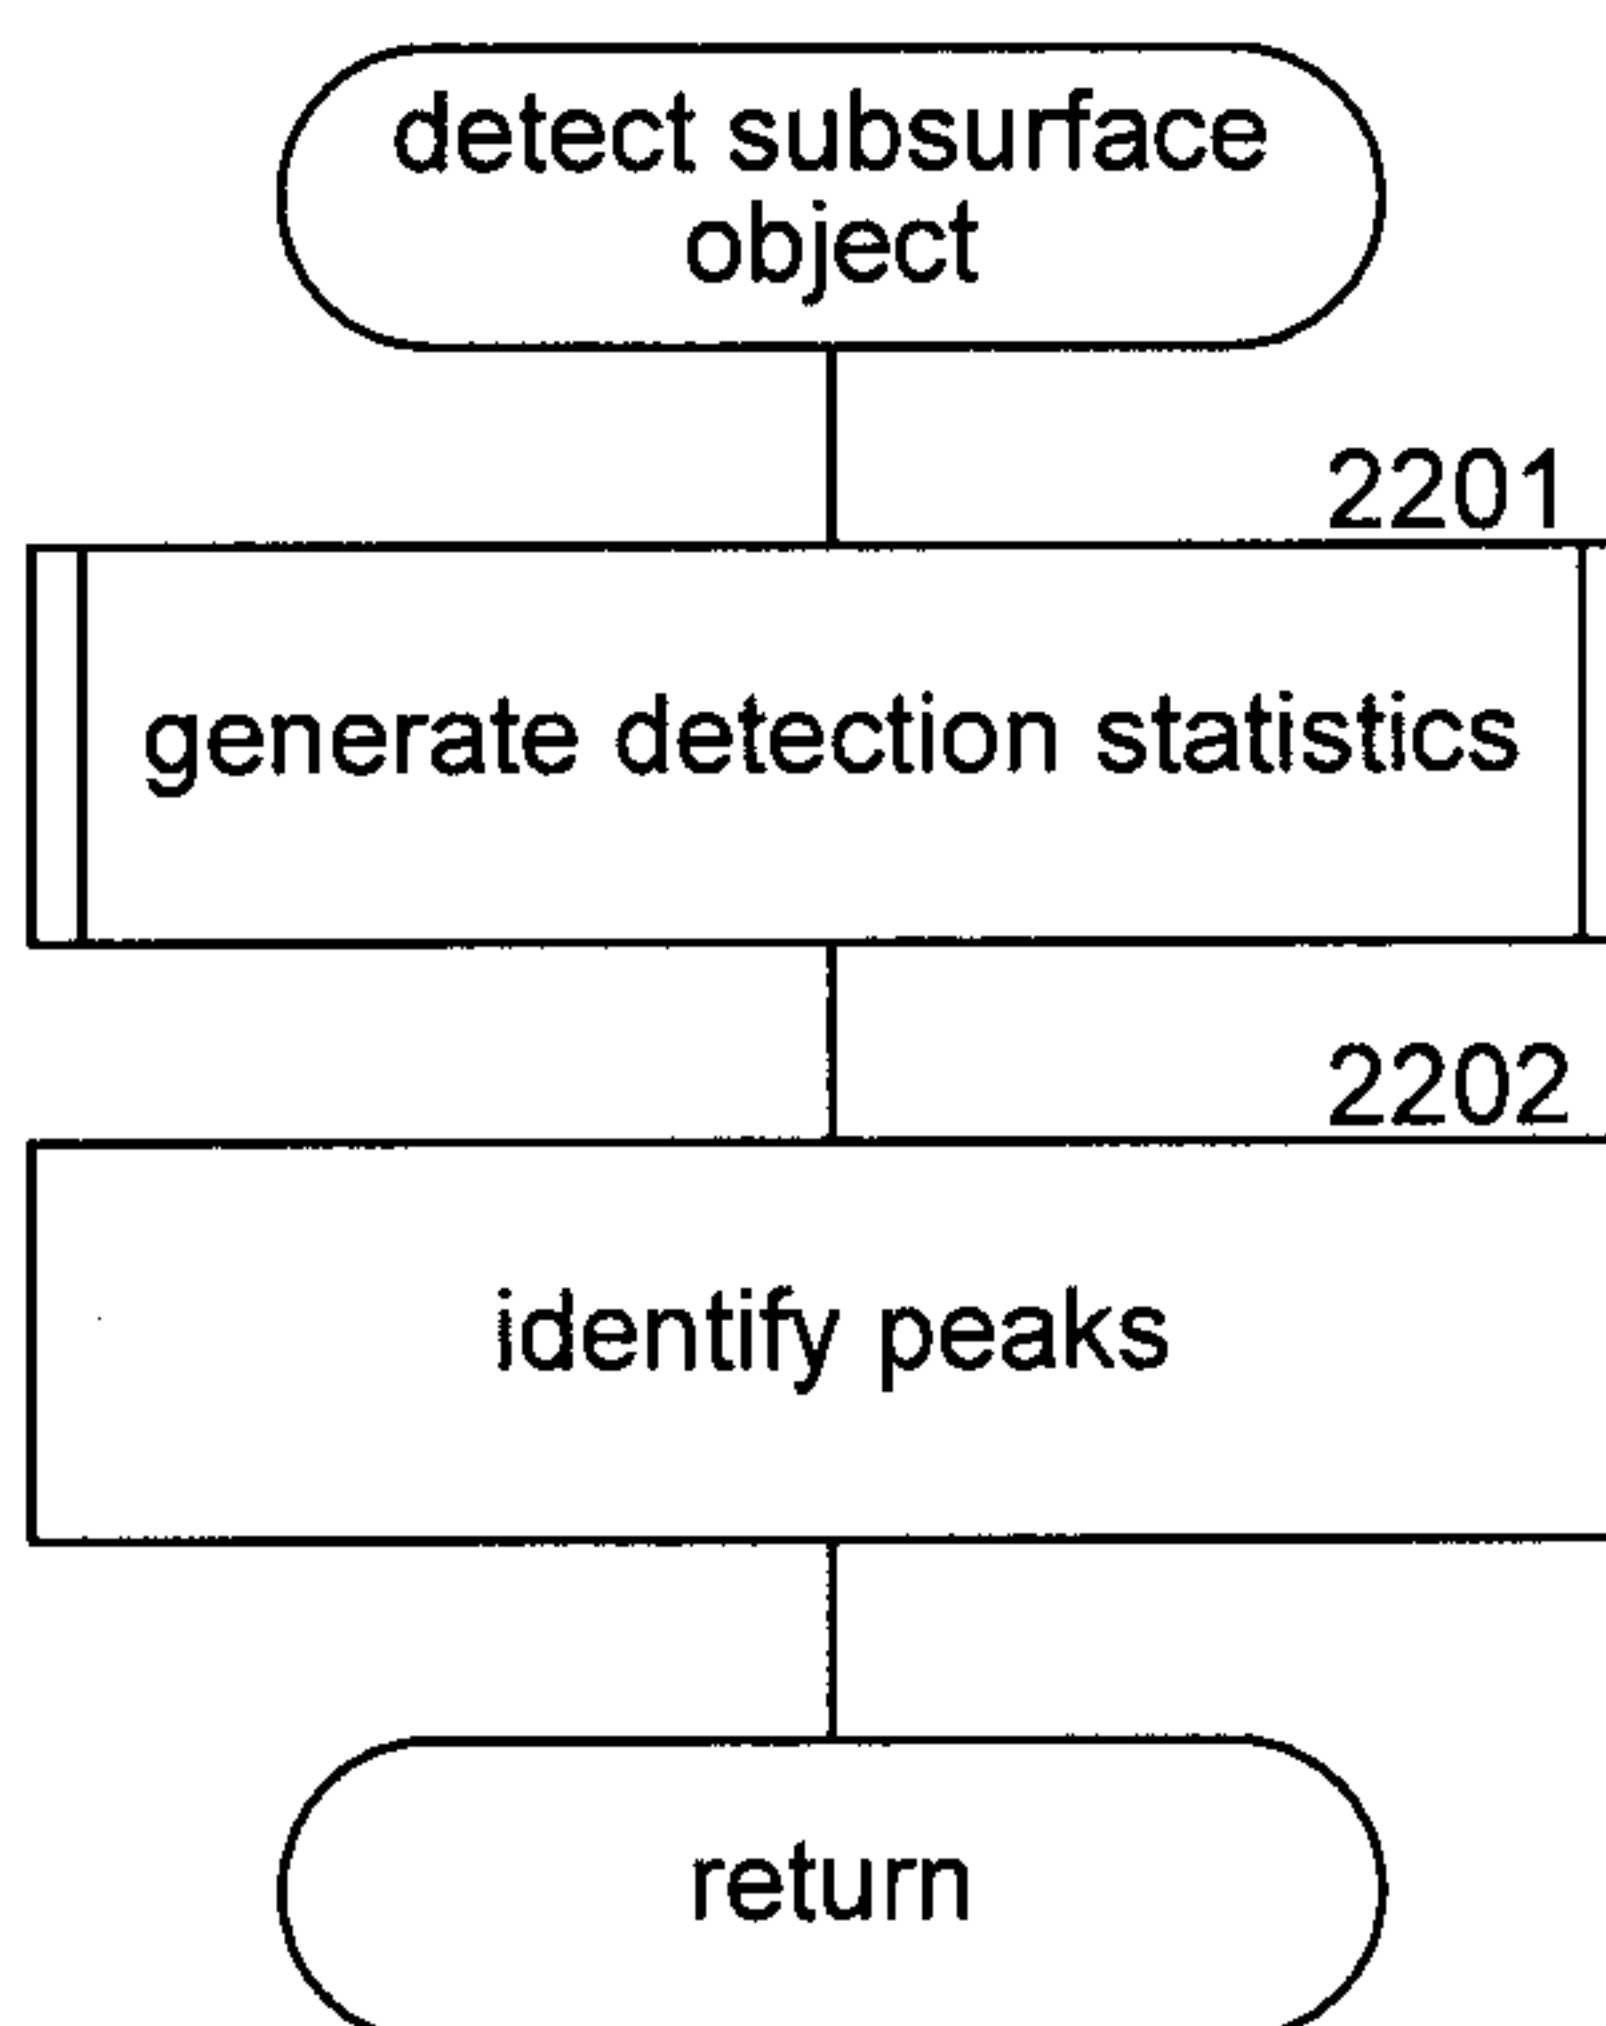 detect subsurface
object
2201
generate detection statistics
2202
identify peaks
return